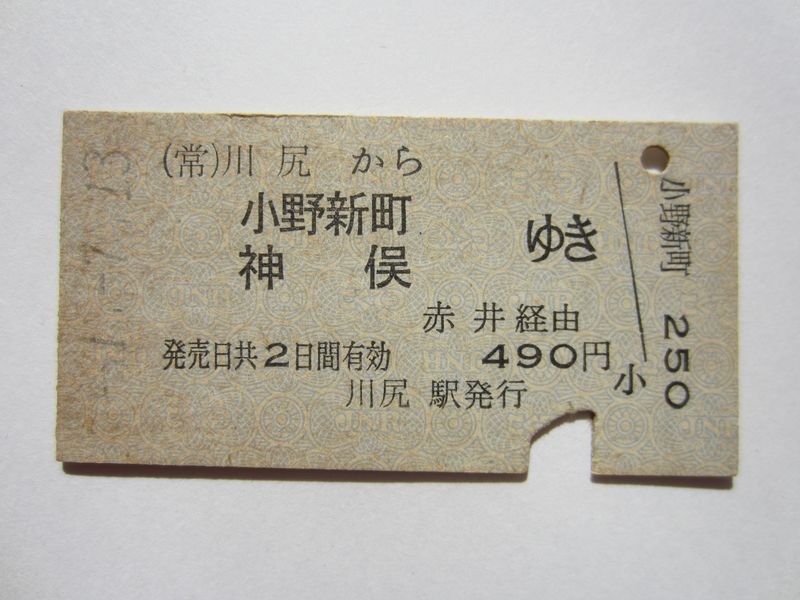 (常)川尻 から
小野新町
神俣
ゆき
赤井経由
発売日共2日間有効 490円
川尻 駅発行
小野新町 250
小